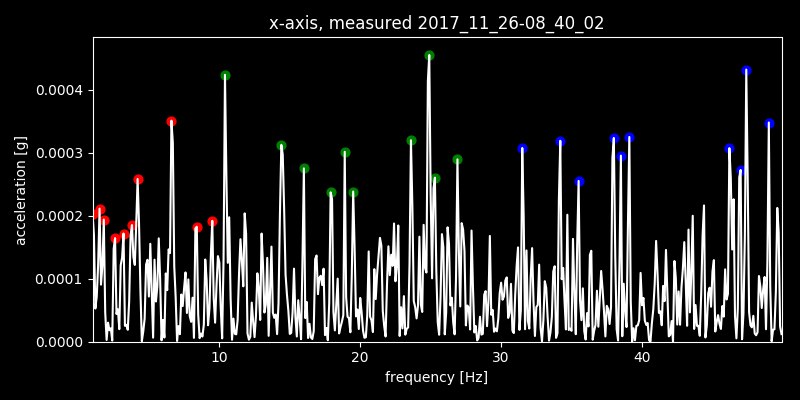 x-axis, measured 2017_11_26-08_40_02
acceleration [g]
0.0004
0.0003
0.0002
0.0001
0.0000
10 20 30 40
frequency [Hz]